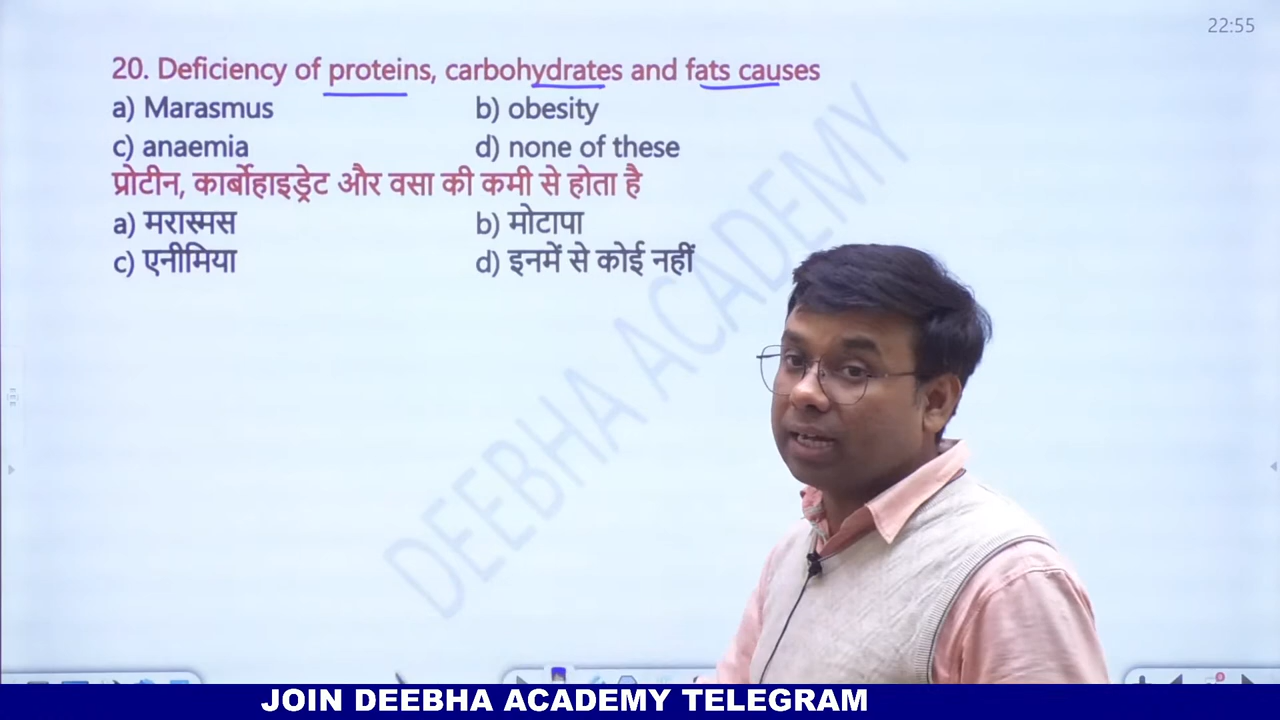 22:55
20. Deficiency of proteins, carbohydrates and fats causes
a) Marasmus b) obesity
c) anaemia d) none of these
प्रोटीन, कार्बोहाइड्रेट और वसा की कमी से होता है
a) मरास्मस b) मोटापा
c) एनीमिया d) इनमें से कोई नहीं
DEEBHA ACADEMY
JOIN DEEBHA ACADEMY TELEGRAM